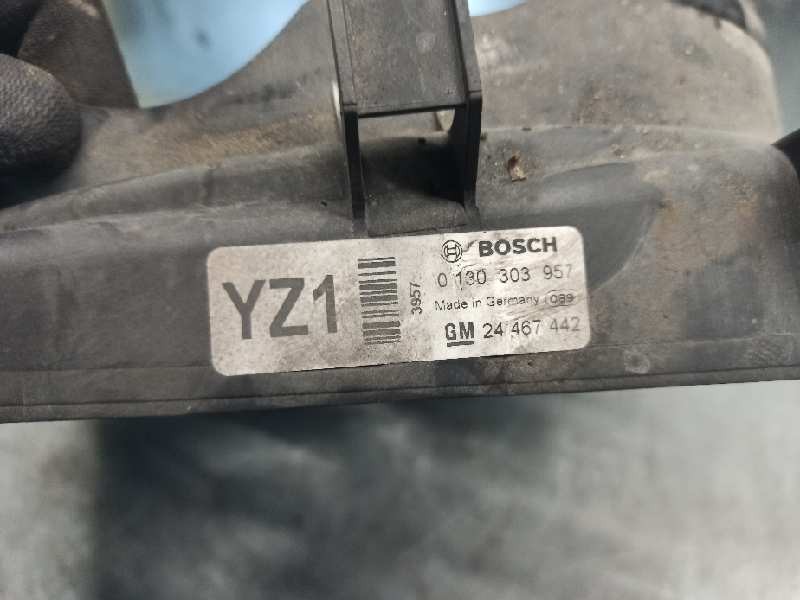 YZ1
3957
BOSCH
0 130 303 957
Made in Germany
GM 24 467 442